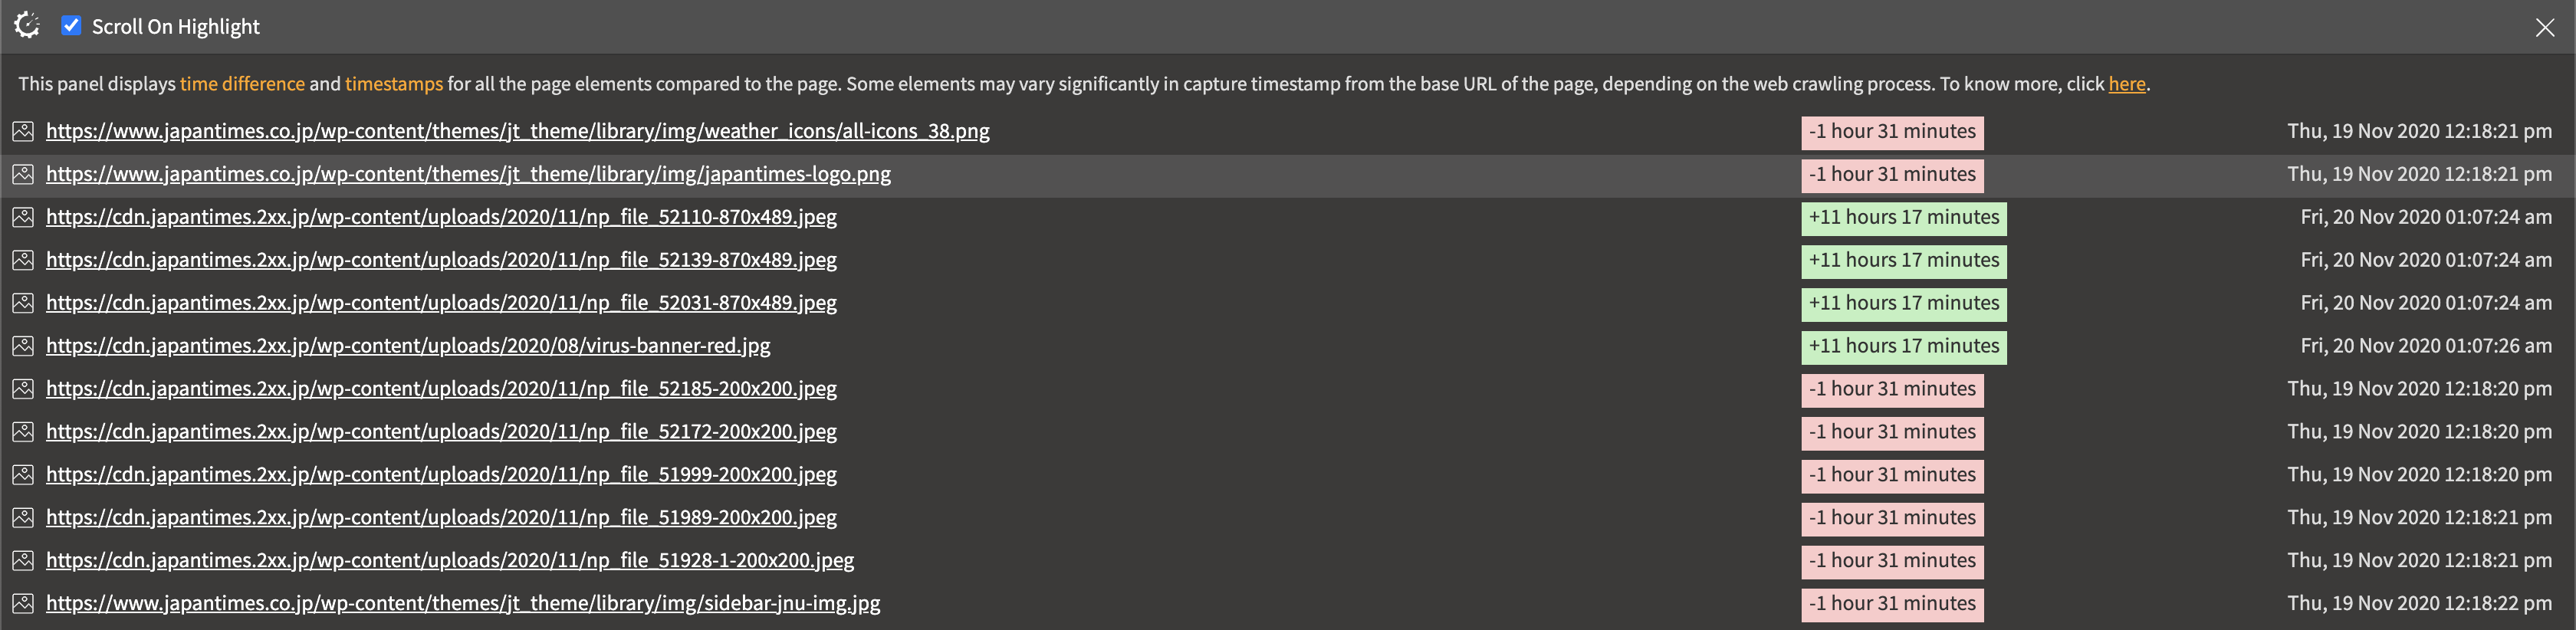 Scroll On Highlight
This panel displays time difference and timestamps for all the page elements compared to the page. Some elements may vary significantly in capture timestamp from the base URL of the page, depending on the web crawling process. To know more, click here.
https://www.japantimes.co.jp/wp-content/themes/jt_theme/library/img/weather_icons/all-icons_38.png -1 hour 31 minutes Thu, 19 Nov 2020 12:18:21 pm
https://www.japantimes.co.jp/wp-content/themes/jt_theme/library/img/japantimes-logo.png -1 hour 31 minutes Thu, 19 Nov 2020 12:18:21 pm
https://cdn.japantimes.2xx.jp/wp-content/uploads/2020/11/np_file_52110-870x489.jpeg +11 hours 17 minutes Fri, 20 Nov 2020 01:07:24 am
https://cdn.japantimes.2xx.jp/wp-content/uploads/2020/11/np_file_52139-870x489.jpeg +11 hours 17 minutes Fri, 20 Nov 2020 01:07:24 am
https://cdn.japantimes.2xx.jp/wp-content/uploads/2020/11/np_file_52031-870x489.jpeg +11 hours 17 minutes Fri, 20 Nov 2020 01:07:24 am
https://cdn.japantimes.2xx.jp/wp-content/uploads/2020/08/virus-banner-red.jpg +11 hours 17 minutes Fri, 20 Nov 2020 01:07:26 am
https://cdn.japantimes.2xx.jp/wp-content/uploads/2020/11/np_file_52185-200x200.jpeg -1 hour 31 minutes Thu, 19 Nov 2020 12:18:20 pm
https://cdn.japantimes.2xx.jp/wp-content/uploads/2020/11/np_file_52172-200x200.jpeg -1 hour 31 minutes Thu, 19 Nov 2020 12:18:20 pm
https://cdn.japantimes.2xx.jp/wp-content/uploads/2020/11/np_file_51999-200x200.jpeg -1 hour 31 minutes Thu, 19 Nov 2020 12:18:20 pm
https://cdn.japantimes.2xx.jp/wp-content/uploads/2020/11/np_file_51989-200x200.jpeg -1 hour 31 minutes Thu, 19 Nov 2020 12:18:21 pm
https://cdn.japantimes.2xx.jp/wp-content/uploads/2020/11/np_file_51928-1-200x200.jpeg -1 hour 31 minutes Thu, 19 Nov 2020 12:18:21 pm
https://www.japantimes.co.jp/wp-content/themes/jt_theme/library/img/sidebar-jnu-img.jpg -1 hour 31 minutes Thu, 19 Nov 2020 12:18:22 pm